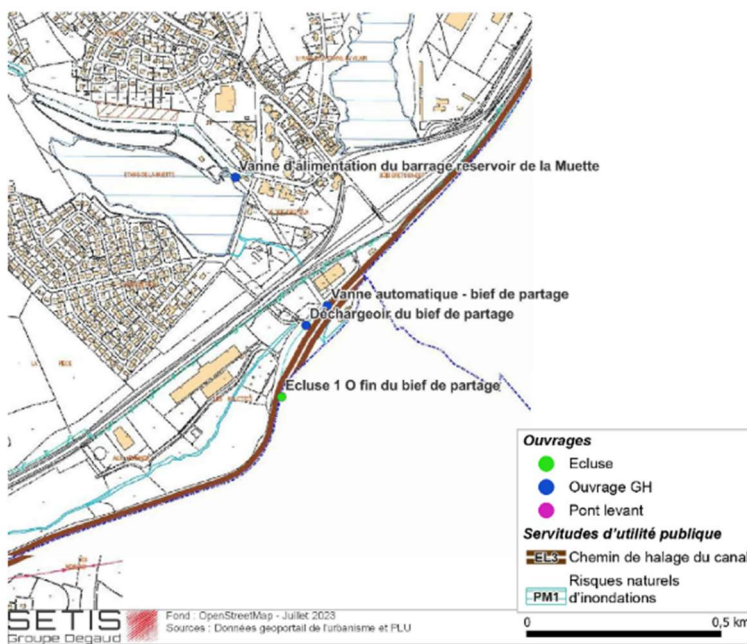 Vanne d'alimentation du barrage réservoir de la Muette
Vanne automatique - bief de partage
Déchargeoir du bief de partage
Ecluse 1 O fin du bief de partage
Ouvrages
Ecluse
Ouvrage GH
Pont levant
Servitudes d'utilité publique
EL3 Chemin de halage du canal
Risques naturels
PM1 d'inondations
SETIS
Groupe Degaud
Fond : OpenStreetMap - Juillet 2023
Sources : Données géoportail de l'urbanisme et PLU
0 0,5 km